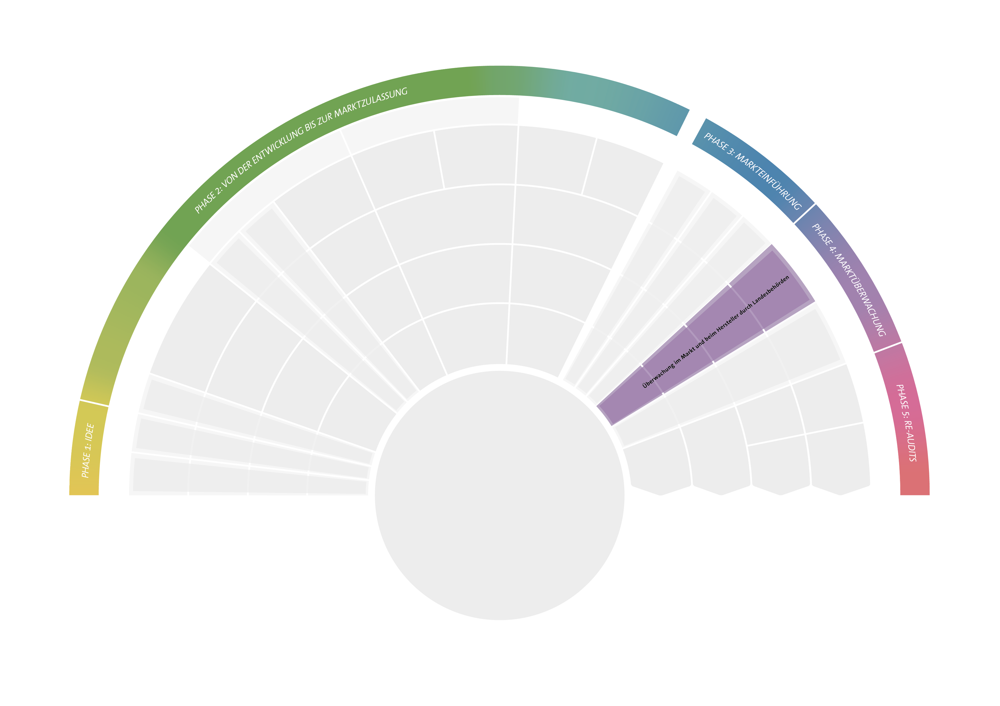 PHASE 1: IDEE
PHASE 2: VON DER ENTWICKLUNG BIS ZUR MARKTZULASSUNG
PHASE 3: MARKTEINFÜHRUNG
PHASE 4: MARKTÜBERWACHUNG
PHASE 5: RE-AUDITS
Überwachung im Markt und beim Hersteller durch Landesbehörden